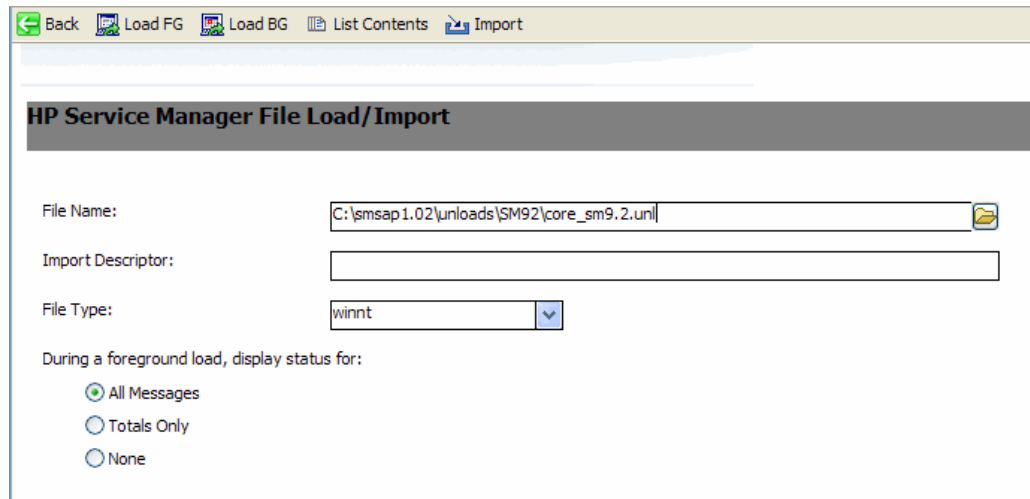 Back Load FG Load BG List Contents Import
HP Service Manager File Load/Import
File Name: C:\smsap1.02\unloads\SM92\core_sm9.2.unl
Import Descriptor:
File Type: winnt
During a foreground load, display status for:
All Messages
Totals Only
None